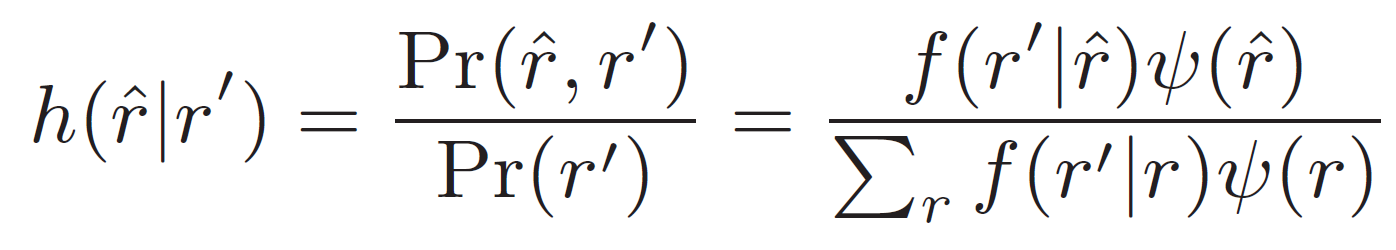 h(r̂|r′) = Pr(r̂, r′) / Pr(r′) = f(r′|r̂)ψ(r̂) / ∑_r f(r′|r)ψ(r)